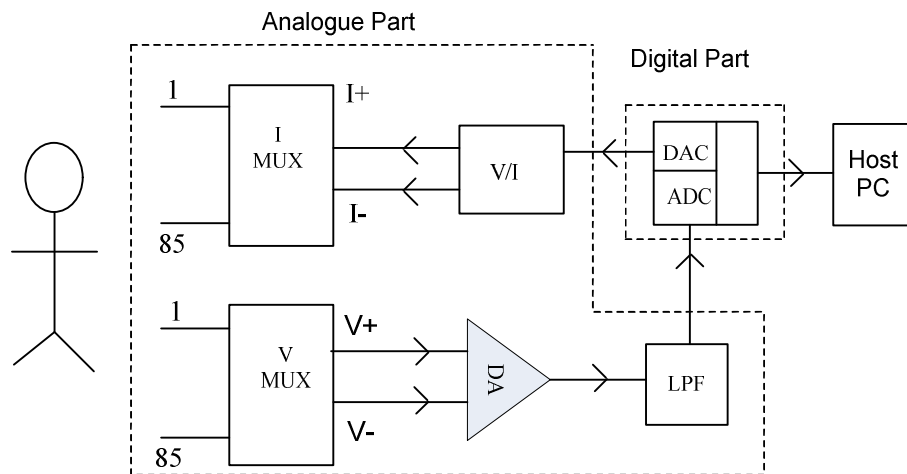 Analogue Part
Digital Part
1
I+
I
MUX
V/I
DAC
ADC
Host
PC
I-
85
1
V+
V
MUX
DA
LPF
V-
85